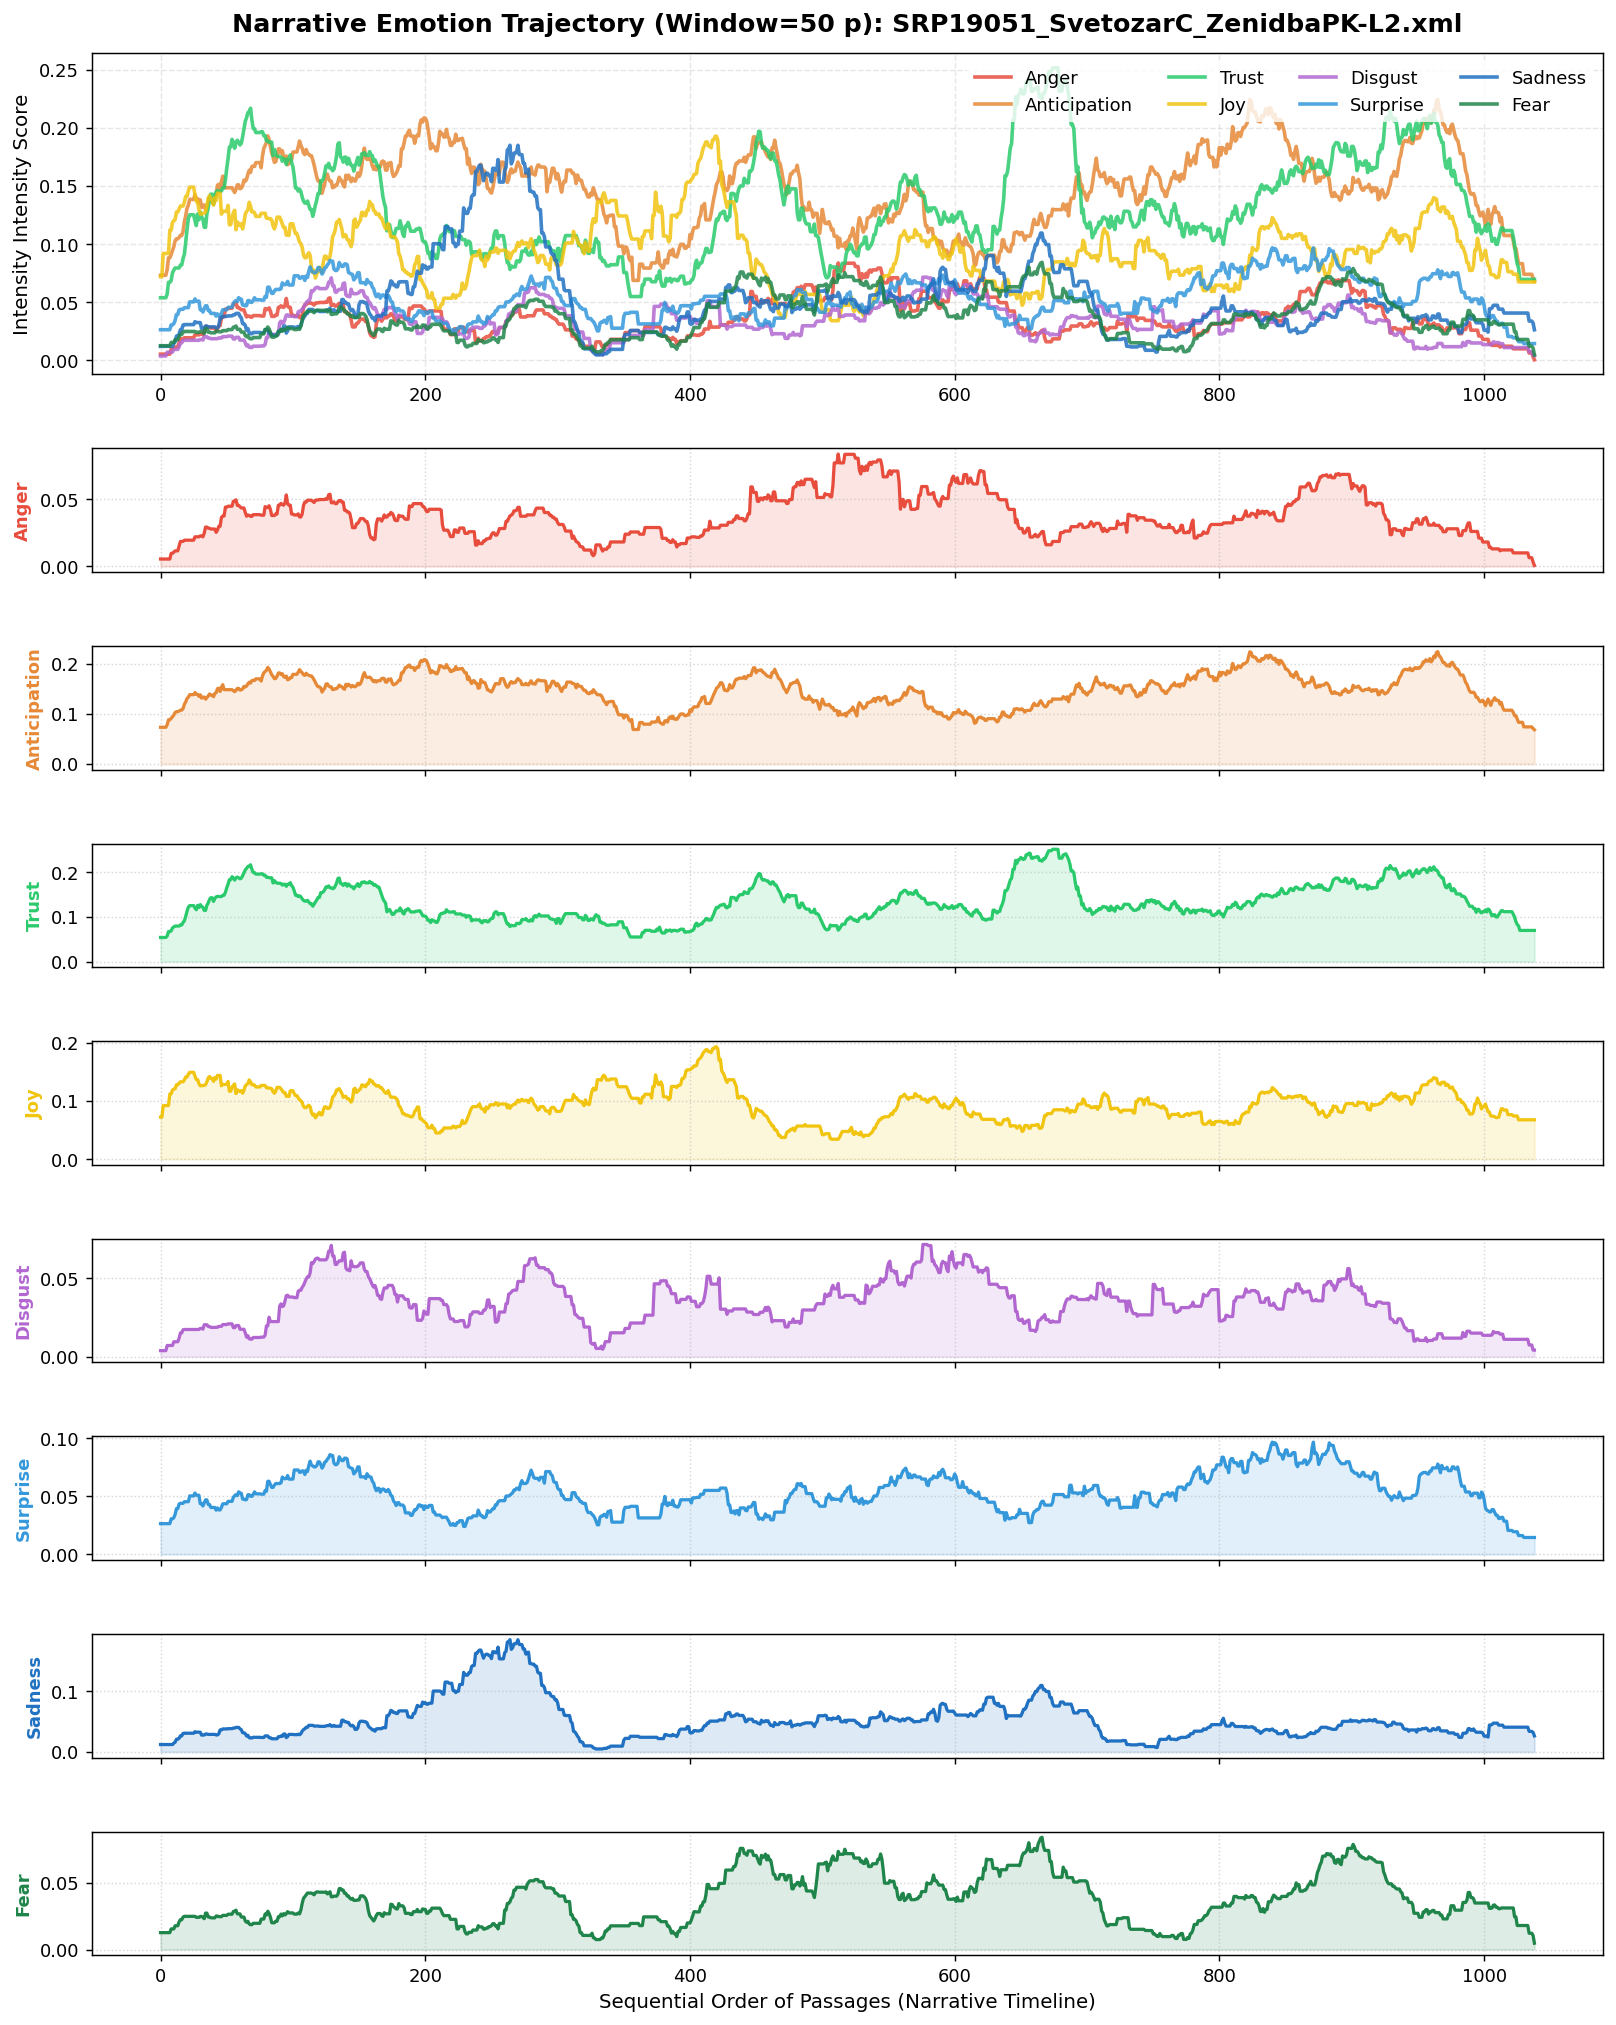 Narrative Emotion Trajectory (Window=50 p): SRP19051_SvetozarC_ZenidbaPK-L2.xml
Intensity Intensity Score
0.25
0.20
0.15
0.10
0.05
0.00
Anger Trust Disgust Sadness
Anticipation Joy Surprise Fear
0 200 400 600 800 1000
Anger
0.05
0.00
Anticipation
0.2
0.1
0.0
Trust
0.2
0.1
0.0
Joy
0.2
0.1
0.0
Disgust
0.05
0.00
Surprise
0.10
0.05
0.00
Sadness
0.1
0.0
Fear
0.05
0.00
0 200 400 600 800 1000
Sequential Order of Passages (Narrative Timeline)